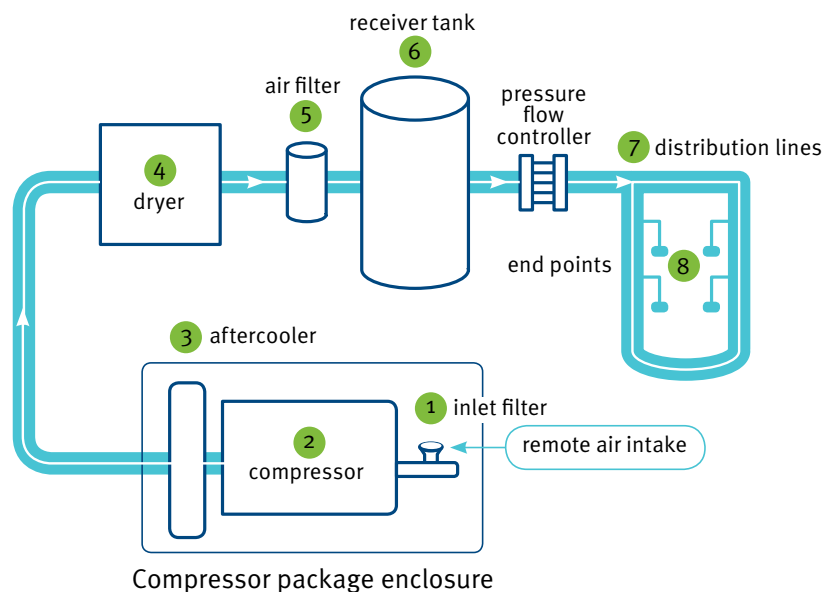 receiver tank
6
air filter
5
pressure
flow
controller
7 distribution lines
4
dryer
end points
8
3 aftercooler
1 inlet filter
2
compressor
remote air intake
Compressor package enclosure